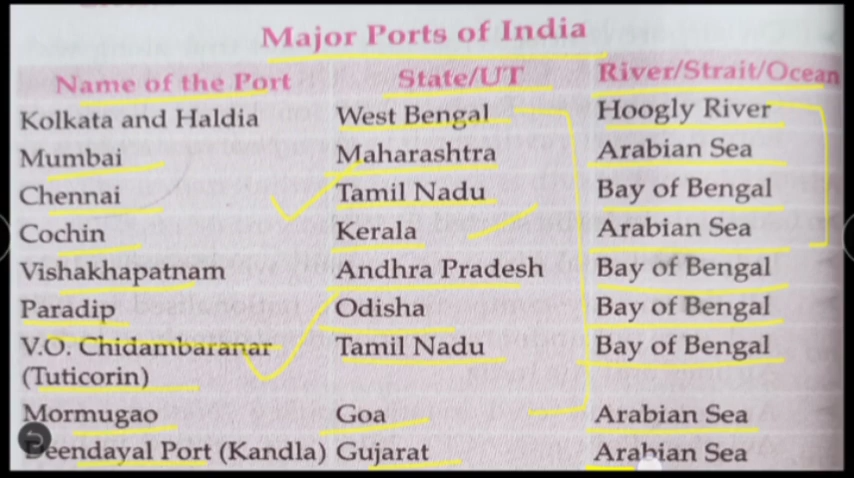 Major Ports of India
Name of the Port State/UT River/Strait/Ocean
Kolkata and Haldia West Bengal Hoogly River
Mumbai Maharashtra Arabian Sea
Chennai Tamil Nadu Bay of Bengal
Cochin Kerala Arabian Sea
Vishakhapatnam Andhra Pradesh Bay of Bengal
Paradip Odisha Bay of Bengal
V.O. Chidambaranar Tamil Nadu Bay of Bengal
(Tuticorin)
Mormugao Goa Arabian Sea
Deendayal Port (Kandla) Gujarat Arabian Sea